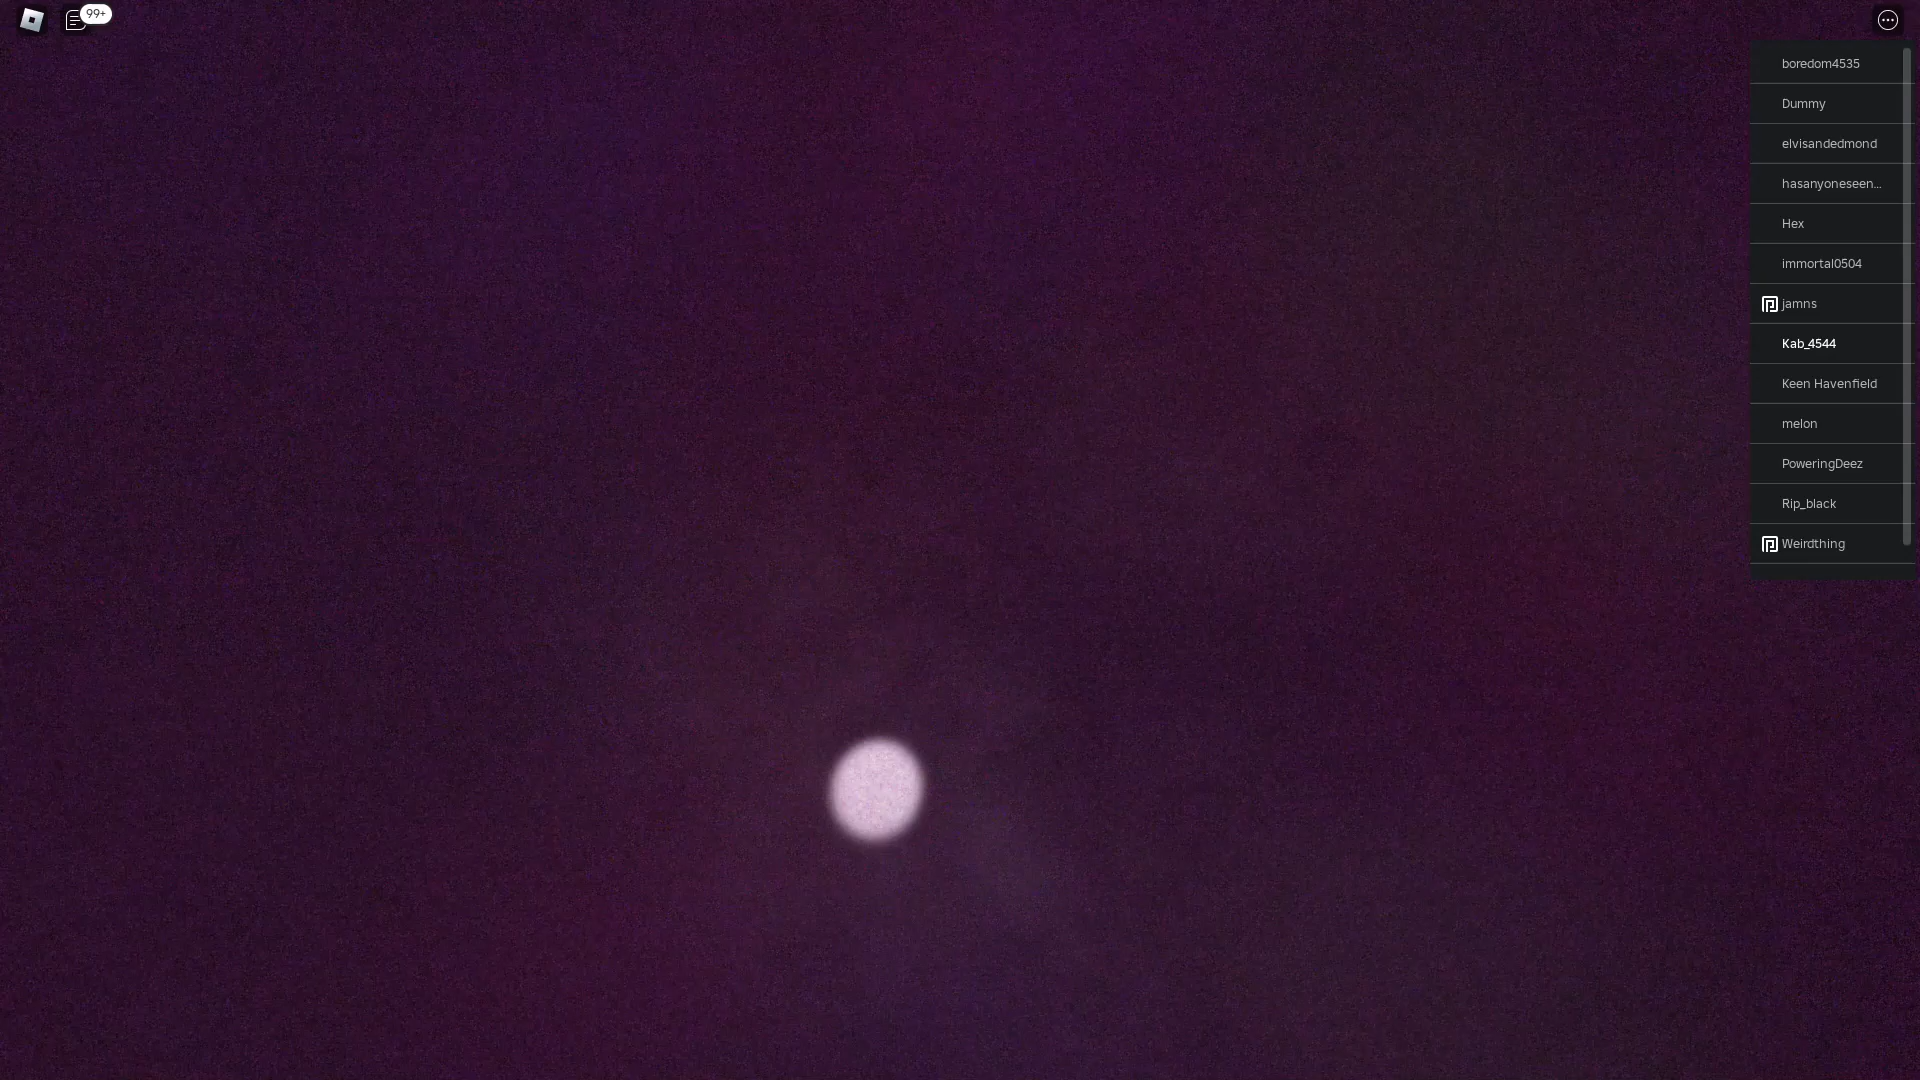 99+
boredom4535
Dummy
elvisandedmond
hasanyoneseen...
Hex
immortal0504
jamns
Kab_4544
Keen Havenfield
melon
PoweringDeez
Rip_black
Weirdthing